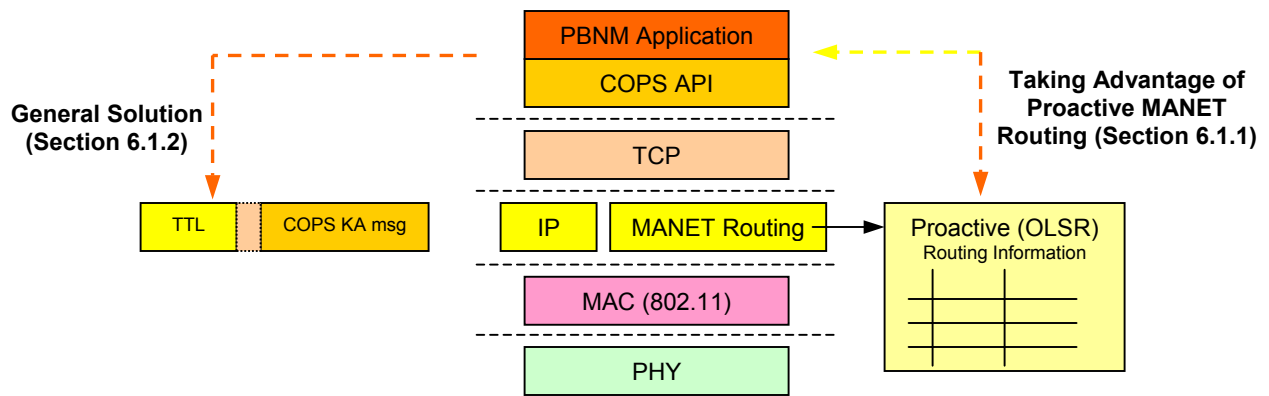 PBNM Application
COPS API
General Solution
(Section 6.1.2)
Taking Advantage of
Proactive MANET
Routing (Section 6.1.1)
TCP
TTL
COPS KA msg
IP
MANET Routing
Proactive (OLSR)
Routing Information
MAC (802.11)
PHY